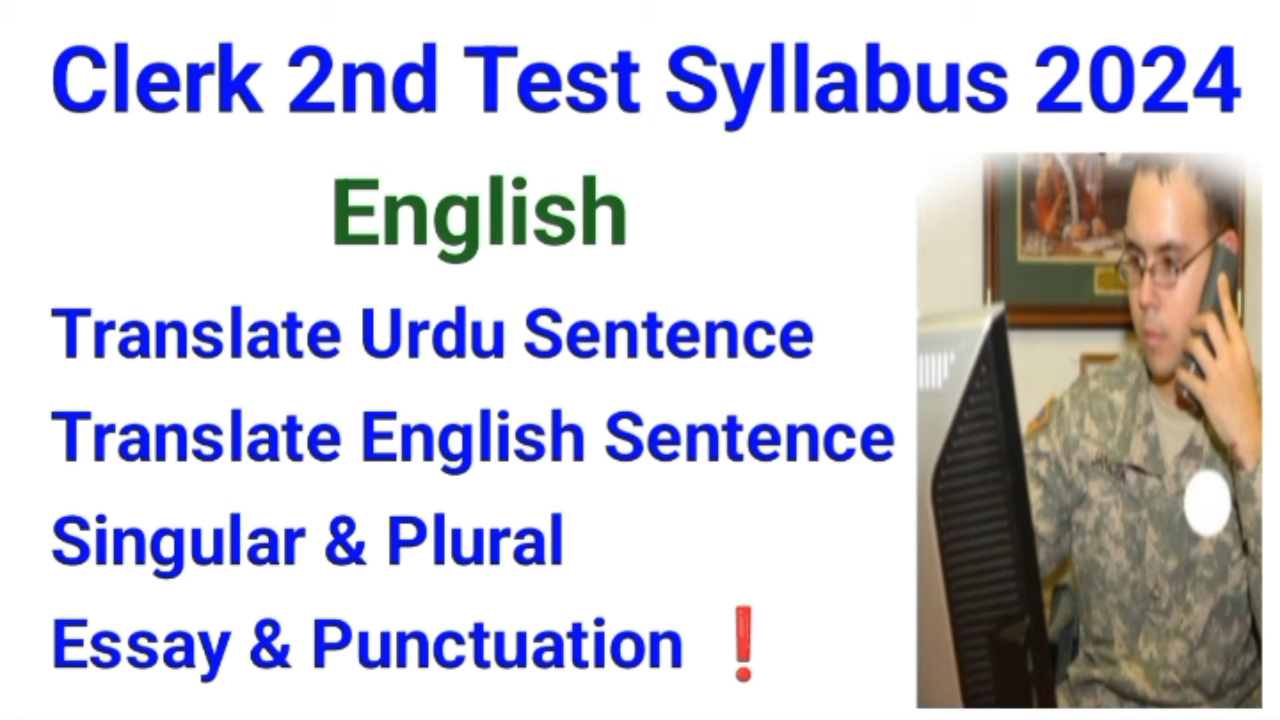 Clerk 2nd Test Syllabus 2024
English
Translate Urdu Sentence
Translate English Sentence
Singular & Plural
Essay & Punctuation ❗